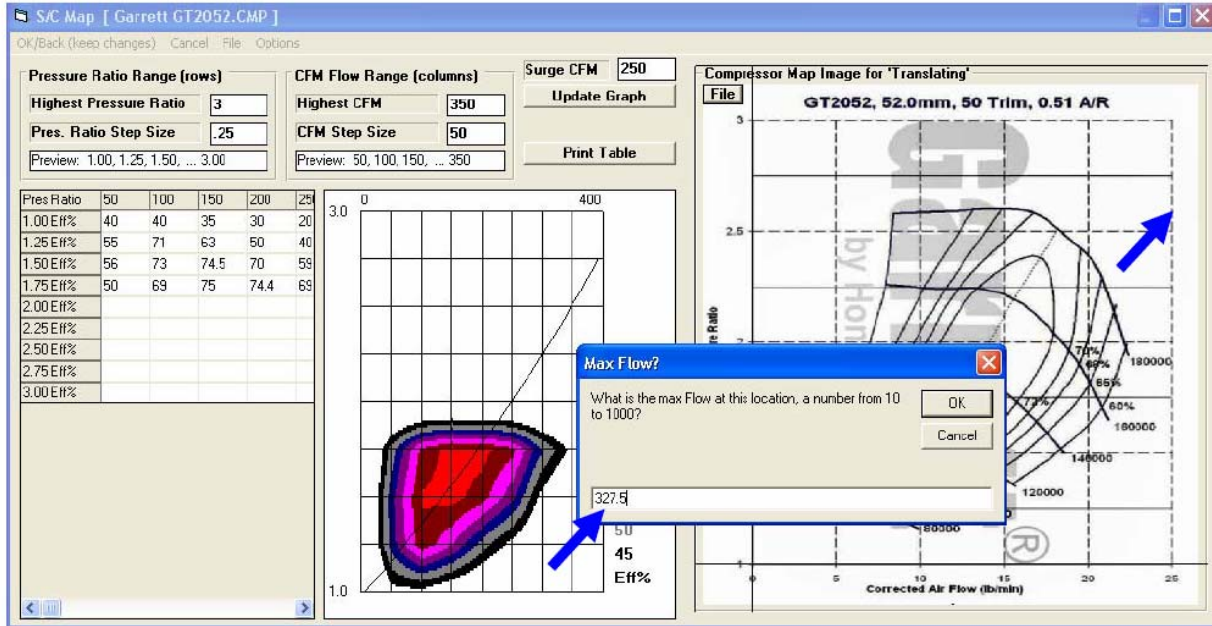 S/C Map [ Garrett GT2052.CMP ]
OK/Back (keep changes) Cancel File Options
Pressure Ratio Range (rows)
Highest Pressure Ratio 3
Pres. Ratio Step Size .25
Preview: 1.00, 1.25, 1.50, ... 3.00
CFM Flow Range (columns)
Highest CFM 350
CFM Step Size 50
Preview: 50, 100, 150, ... 350
Surge CFM 250
Update Graph
Print Table
Pres Ratio 50 100 150 200 25
1.00 Eff% 40 40 35 30 20
1.25 Eff% 55 71 63 50 40
1.50 Eff% 56 73 74.5 70 59
1.75 Eff% 50 69 75 74.4 69
2.00 Eff%
2.25 Eff%
2.50 Eff%
2.75 Eff%
3.00 Eff%
0 400
3.0
1.0
50
45
Eff%
Compressor Map Image for 'Translating'
File
GT2052, 52.0mm, 50 Trim, 0.51 A/R
3
2.5
by Hon
70%
68%
65%
60%
73%
180000
160000
140000
120000
80000
®
1
0 5 10 15 20 25
Corrected Air Flow (lb/min)
Max Flow?
What is the max Flow at this location, a number from 10
to 1000?
OK
Cancel
327.5